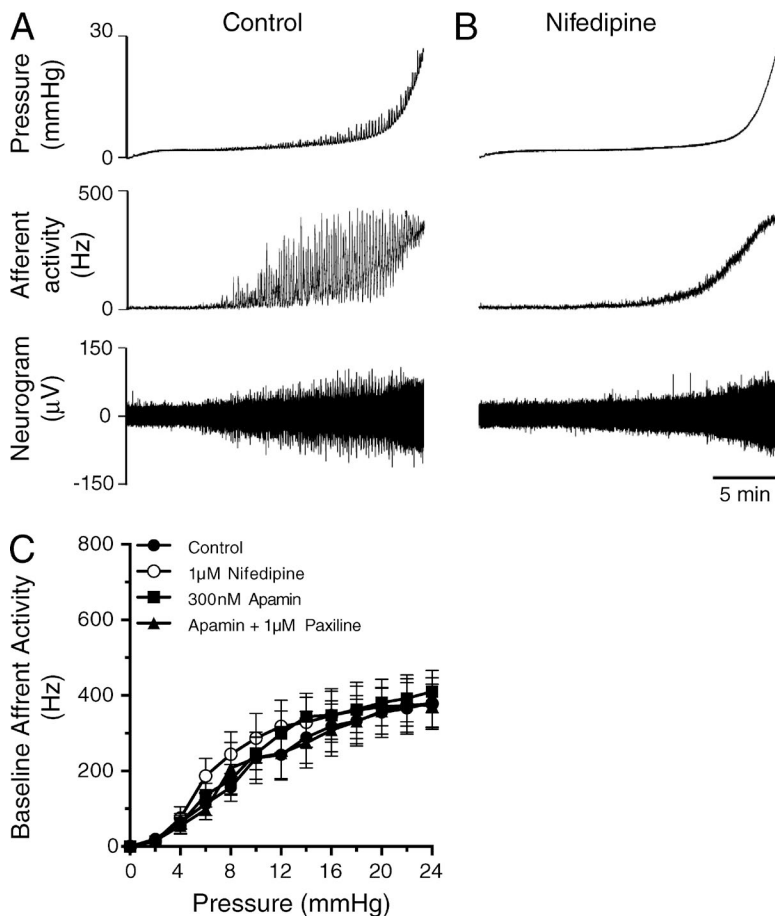 A
Control
B
Nifedipine
30
Pressure
(mmHg)
0
500
Afferent
activity
(Hz)
0
150
Neurogram
(µV)
0
-150
5 min
C
800
Control
1µM Nifedipine
300nM Apamin
Apamin + 1µM Paxiline
600
Baseline Affrent Activity
(Hz)
400
200
0
0 4 8 12 16 20 24
Pressure (mmHg)